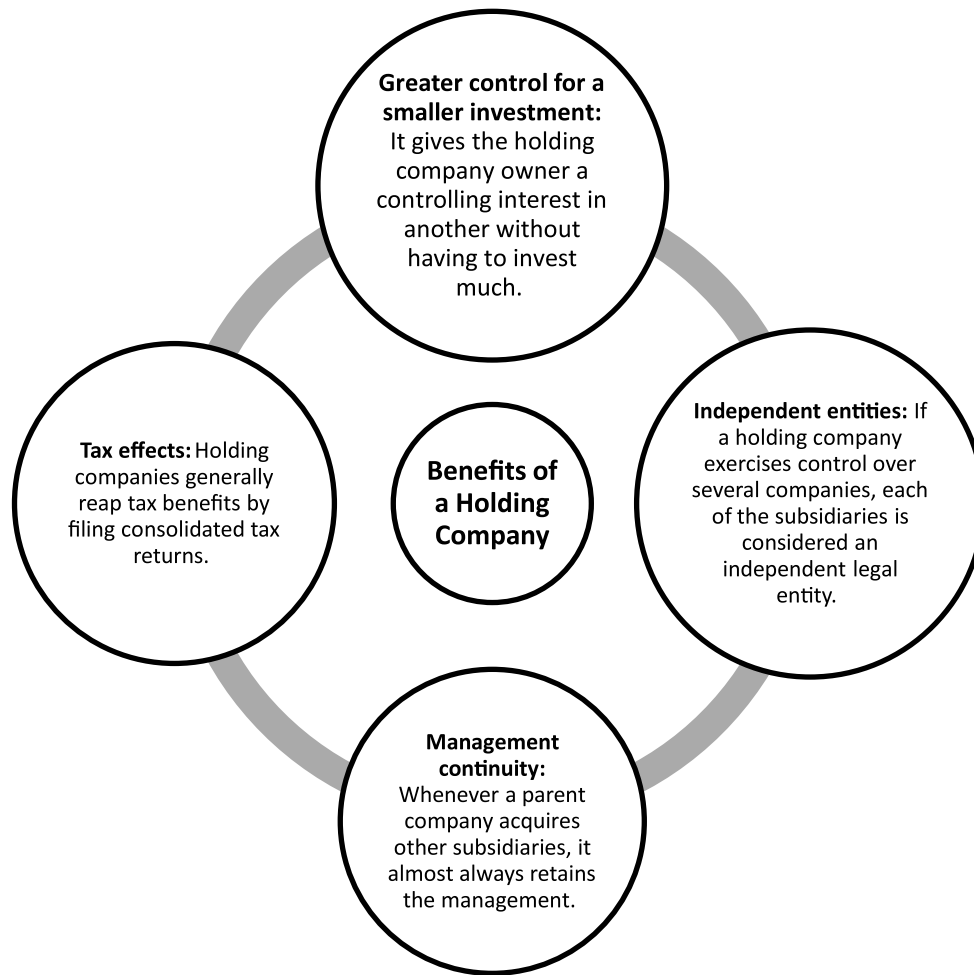 Greater control for a
smaller investment:
It gives the holding
company owner a
controlling interest in
another without
having to invest
much.
Independent entities: If
a holding company
exercises control over
several companies, each
of the subsidiaries is
considered an
independent legal
entity.
Management
continuity:
Whenever a parent
company acquires
other subsidiaries, it
almost always retains
the management.
Tax effects: Holding
companies generally
reap tax benefits by
filing consolidated tax
returns.
Benefits of
a Holding
Company